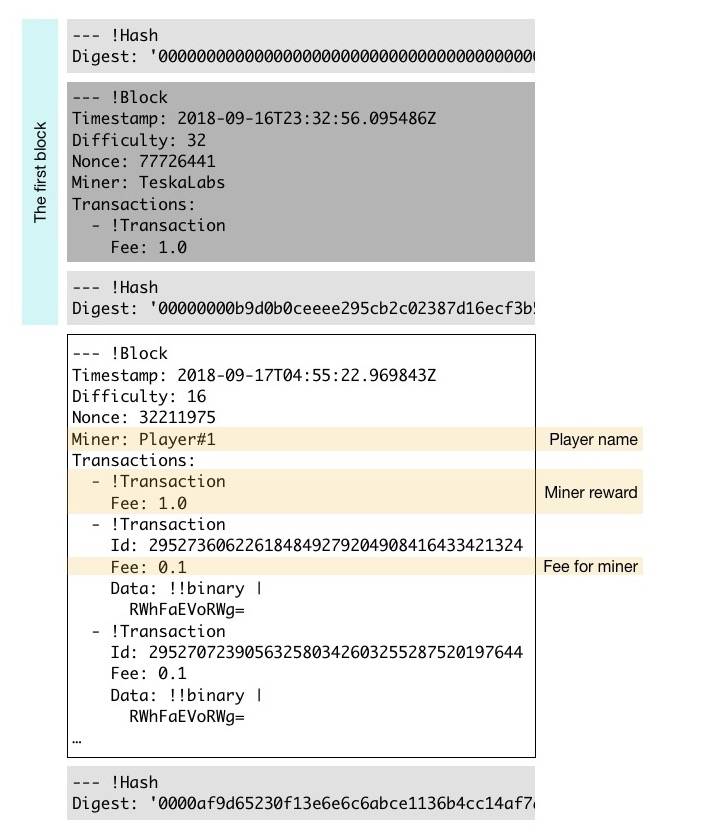 The first block
--- !Hash
Digest: '000000000000000000000000000000000000000
--- !Block
Timestamp: 2018-09-16T23:32:56.095486Z
Difficulty: 32
Nonce: 77726441
Miner: TeskaLabs
Transactions:
- !Transaction
Fee: 1.0
--- !Hash
Digest: '00000000b9d0b0ceeee295cb2c02387d16ecf3b
--- !Block
Timestamp: 2018-09-17T04:55:22.969843Z
Difficulty: 16
Nonce: 32211975
Miner: Player#1
Player name
Transactions:
- !Transaction
Miner reward
Fee: 1.0
- !Transaction
Id: 295273606226184849279204908416433421324
Fee: 0.1
Fee for miner
Data: !!binary |
RWhFaEVoRWg=
- !Transaction
Id: 295270723905632580342603255287520197644
Fee: 0.1
Data: !!binary |
RWhFaEVoRWg=
…
--- !Hash
Digest: '0000af9d65230f13e6e6c6abce1136b4cc14af7